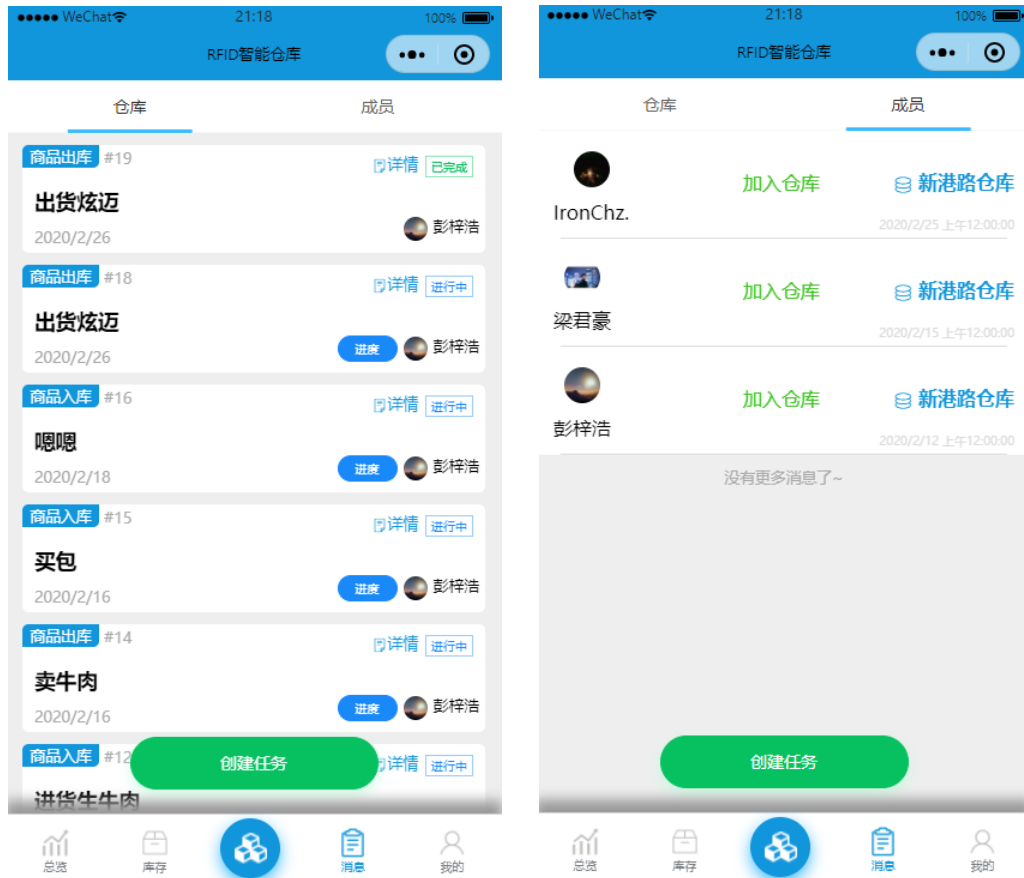 WeChat 21:18 100%
RFID智能仓库
仓库 成员
商品出库 #19 详情 已完成
出货炫迈
2020/2/26 彭梓浩
商品出库 #18 详情 进行中
出货炫迈
2020/2/26 进度 彭梓浩
商品入库 #16 详情 进行中
嗯嗯
2020/2/18 进度 彭梓浩
商品入库 #15 详情 进行中
买包
2020/2/16 进度 彭梓浩
商品出库 #14 详情 进行中
卖牛肉
2020/2/16 进度 彭梓浩
商品入库 #12 详情 进行中
进货生牛肉
创建任务
总览 库存 消息 我的
WeChat 21:18 100%
RFID智能仓库
仓库 成员
IronChz. 加入仓库 新港路仓库
2020/2/25 上午12:00:00
梁君豪 加入仓库 新港路仓库
2020/2/15 上午12:00:00
彭梓浩 加入仓库 新港路仓库
2020/2/12 上午12:00:00
没有更多消息了~
创建任务
总览 库存 消息 我的